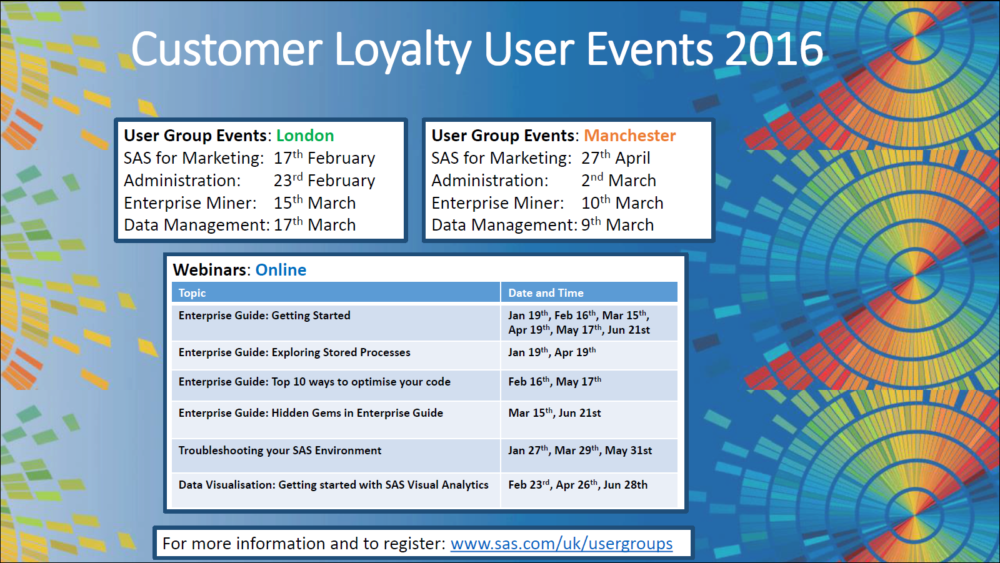 Customer Loyalty User Events 2016
User Group Events: London
SAS for Marketing: 17th February
Administration: 23rd February
Enterprise Miner: 15th March
Data Management: 17th March
User Group Events: Manchester
SAS for Marketing: 27th April
Administration: 2nd March
Enterprise Miner: 10th March
Data Management: 9th March
Webinars: Online
Topic Date and Time
Enterprise Guide: Getting Started Jan 19th, Feb 16th, Mar 15th,
Apr 19th, May 17th, Jun 21st
Enterprise Guide: Exploring Stored Processes Jan 19th, Apr 19th
Enterprise Guide: Top 10 ways to optimise your code Feb 16th, May 17th
Enterprise Guide: Hidden Gems in Enterprise Guide Mar 15th, Jun 21st
Troubleshooting your SAS Environment Jan 27th, Mar 29th, May 31st
Data Visualisation: Getting started with SAS Visual Analytics Feb 23rd, Apr 26th, Jun 28th
For more information and to register: www.sas.com/uk/usergroups